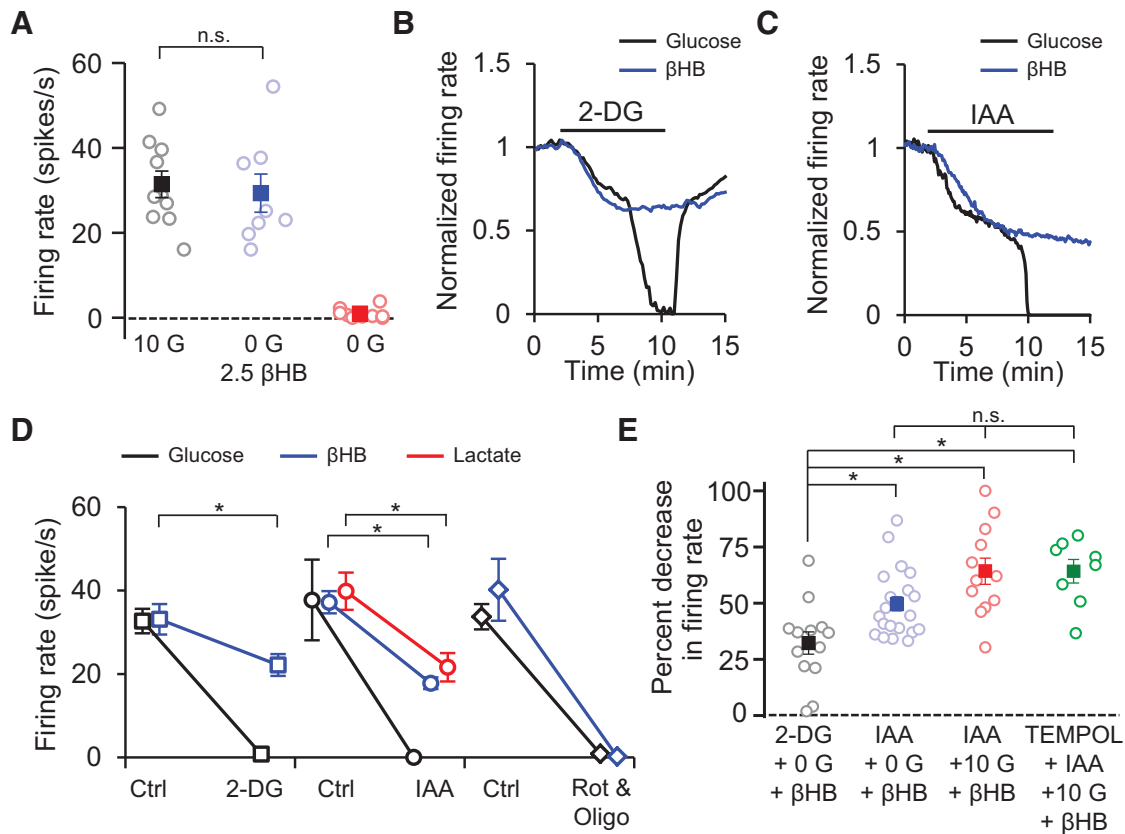 A
n.s.
Firing rate (spikes/s)
60
40
20
0
10 G
0 G
0 G
2.5 βHB
B
Glucose
βHB
2-DG
Normalized firing rate
1.5
1
0.5
0
0
5
10
15
Time (min)
C
Glucose
βHB
IAA
Normalized firing rate
1.5
1
0.5
0
0
5
10
15
Time (min)
D
Glucose
βHB
Lactate
Firing rate (spike/s)
60
40
20
0
*
*
*
Ctrl
2-DG
Ctrl
IAA
Ctrl
Rot &
Oligo
E
n.s.
*
*
*
Percent decrease
in firing rate
100
75
50
25
0
2-DG
+ 0 G
+ βHB
IAA
+ 0 G
+ βHB
IAA
+10 G
+ βHB
TEMPOL
+ IAA
+10 G
+ βHB